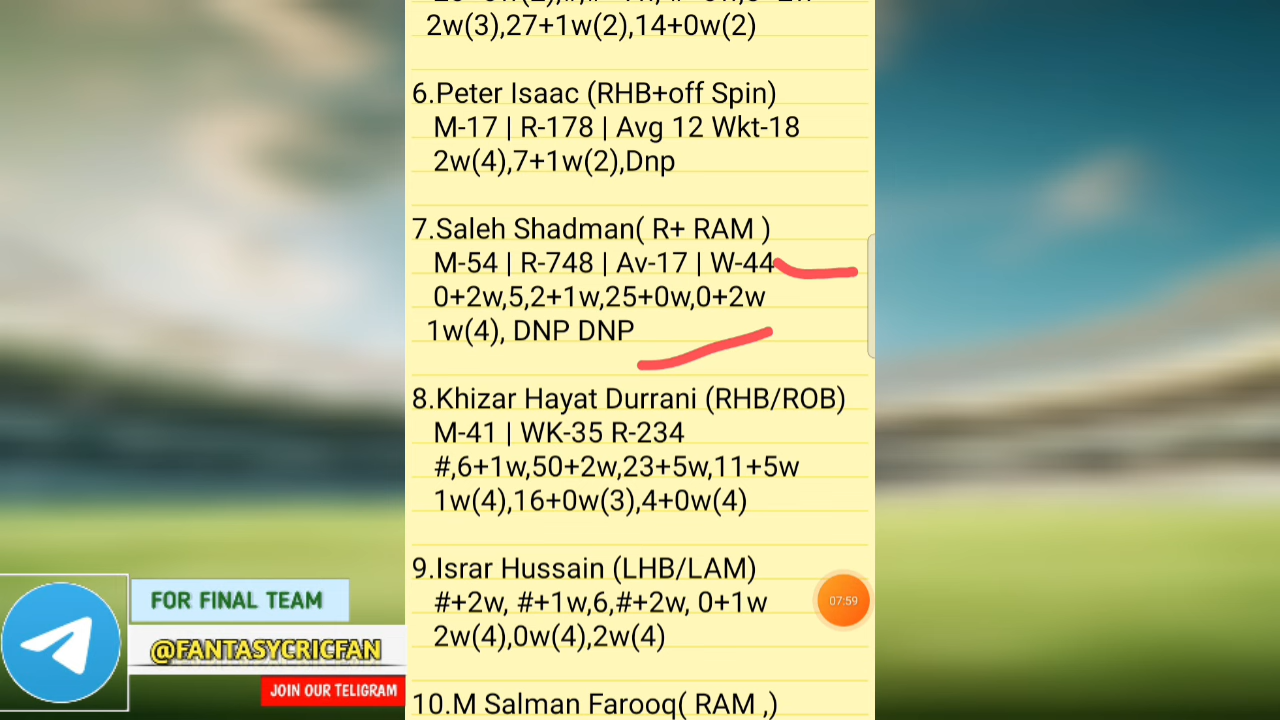 2w(3),27+1w(2),14+0w(2)
6.Peter Isaac (RHB+off Spin)
M-17 | R-178 | Avg 12 Wkt-18
2w(4),7+1w(2),Dnp
7.Saleh Shadman( R+ RAM )
M-54 | R-748 | Av-17 | W-44
0+2w,5,2+1w,25+0w,0+2w
1w(4), DNP DNP
8.Khizar Hayat Durrani (RHB/ROB)
M-41 | WK-35 R-234
#,6+1w,50+2w,23+5w,11+5w
1w(4),16+0w(3),4+0w(4)
9.Israr Hussain (LHB/LAM)
#+2w, #+1w,6,#+2w, 0+1w
2w(4),0w(4),2w(4)
10.M Salman Farooq( RAM ,)
07:59
FOR FINAL TEAM
@FANTASYCRICFAN
JOIN OUR TELIGRAM